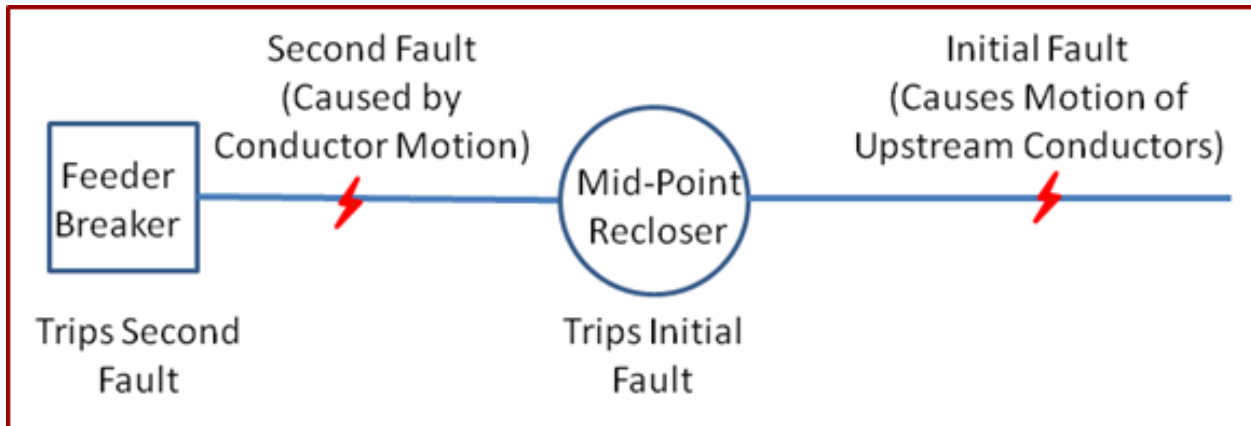 Second Fault
(Caused by
Conductor Motion)
Initial Fault
(Causes Motion of
Upstream Conductors)
Feeder
Breaker
Mid-Point
Recloser
Trips Second
Fault
Trips Initial
Fault